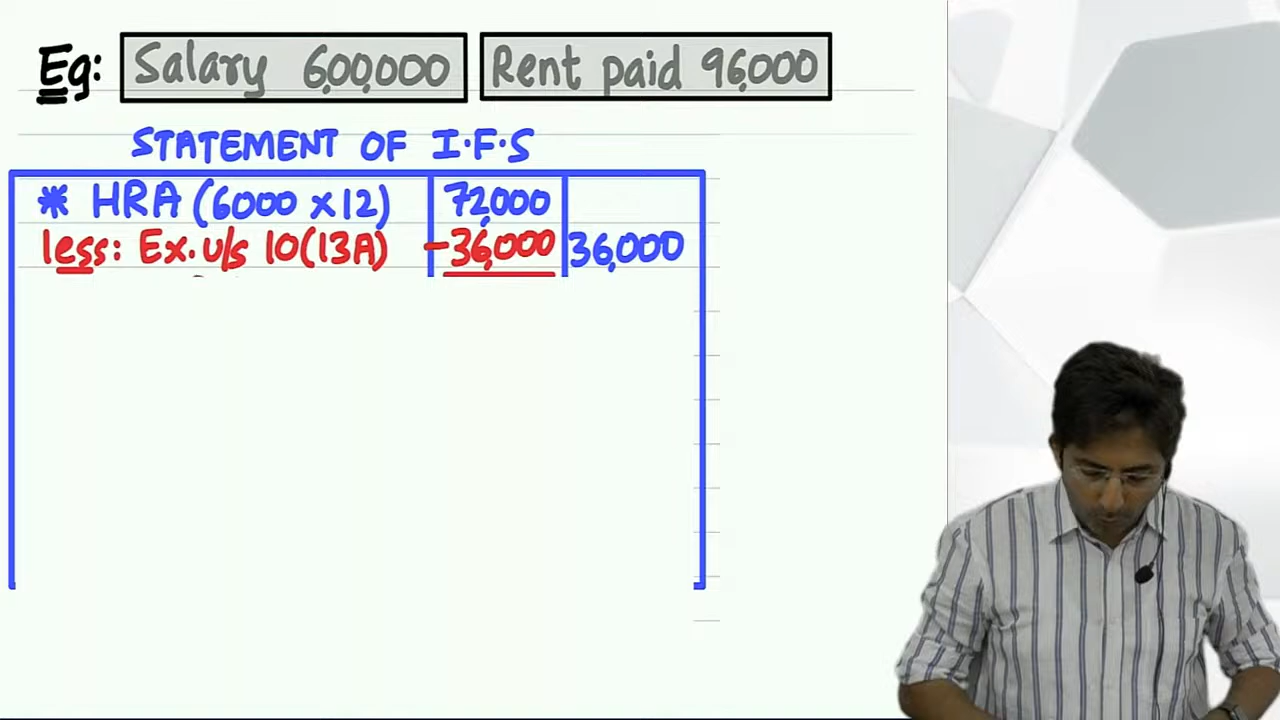 Eg: Salary 6,00,000 Rent paid 96,000
STATEMENT OF I.F.S
* HRA (6000 x 12) 72,000
less: Ex. u/s 10(13A) -36,000 36,000